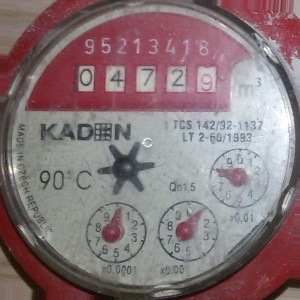 95213418
04729 m³
KADEN
TCS 142/92-1137
LT 2-60/1993
MADE IN CZECH REPUBLIC
90°C
Qn1,5
x0,01
x0,0001
x0,001